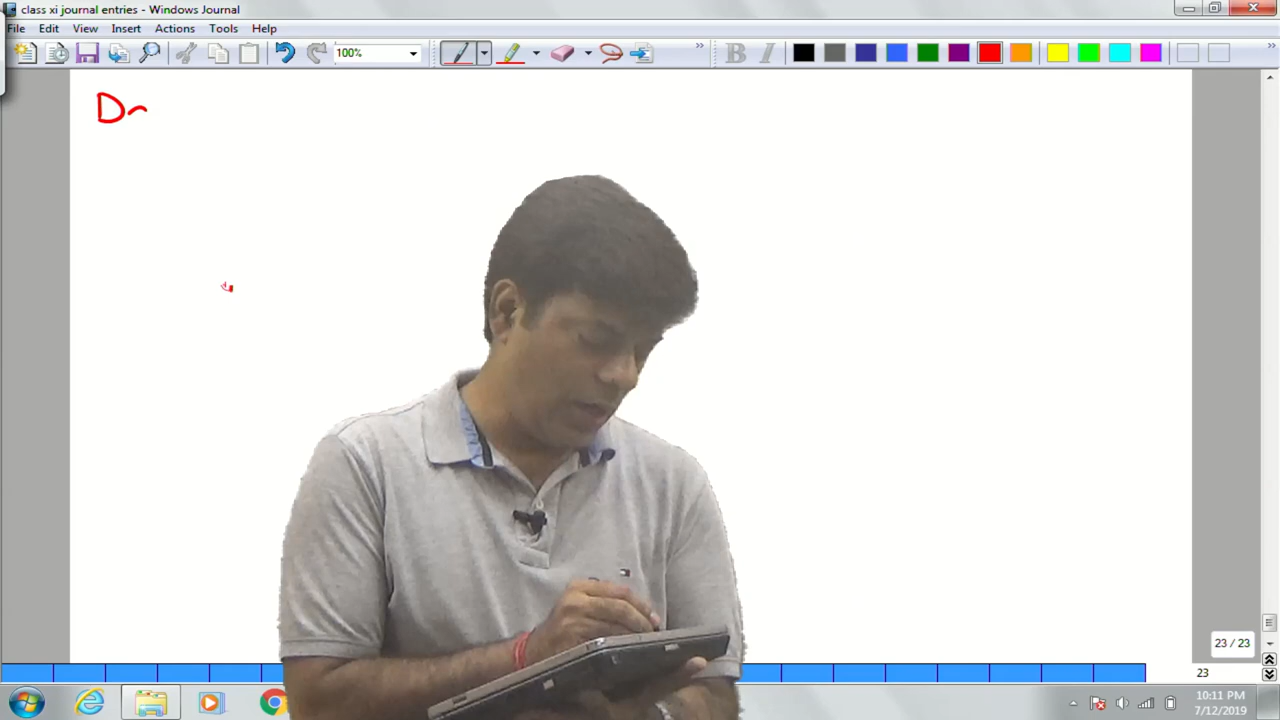 class xi journal entries - Windows Journal
File Edit View Insert Actions Tools Help
100%
B I
23 / 23
23
10:11 PM
7/12/2019